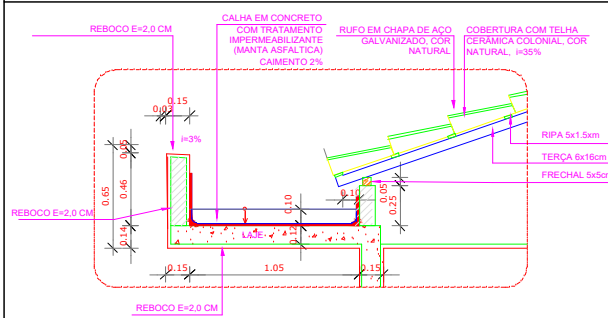 REBOCO E=2,0 CM
CALHA EM CONCRETO
COM TRATAMENTO
IMPERMEABILIZANTE
(MANTA ASFALTICA)
CAIMENTO 2%
RUFO EM CHAPA DE AÇO
GALVANIZADO, COR
NATURAL
COBERTURA COM TELHA
CERÂMICA COLONIAL, COR
NATURAL, i=35%
0.15
0.03
i=3%
0.05
0.46
0.65
0.14
REBOCO E=2,0 CM
RIPA 5x1.5xm
TERÇA 6x16cm
FRECHAL 5x5cm
0.10
0.05
0.25
0.10
0.12
LAJE
0.15
1.05
0.15
REBOCO E=2,0 CM